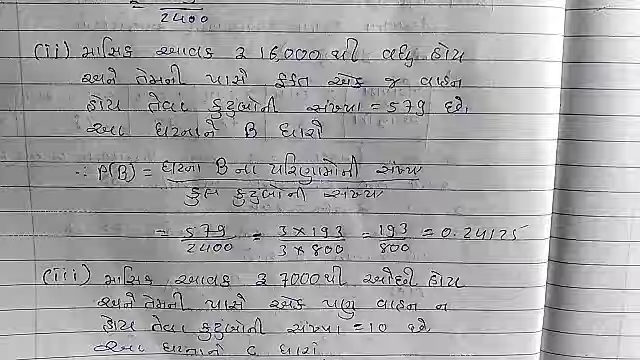 = ——
2400
(ii) માસિક આવક ₹ 16,000 થી વધુ હોય
અને તેમની પાસે ફક્ત એક જ વાહન
હોય તેવા કુટુંબોની સંખ્યા = 579 છે.
આ ઘટનાને B ધારો
∴ P(B) = ઘટના B ના પરિણામોની સંખ્યા
કુલ કુટુંબોની સંખ્યા
= 579/2400 = 3×193/3×800 = 193/800 = 0.24125
(iii) માસિક આવક ₹ 7000 થી ઓછી હોય
અને તેમની પાસે એક પણ વાહન ન
હોય તેવા કુટુંબોની સંખ્યા = 10 છે.
આ ઘટનાને C ધારો